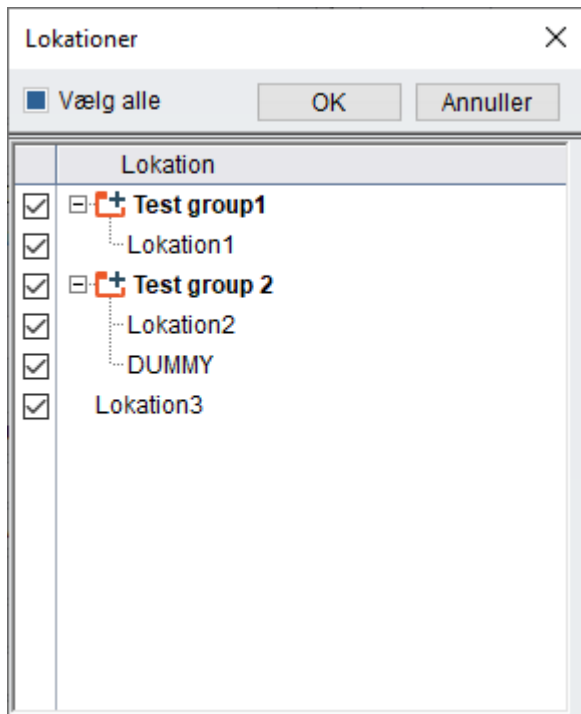 Lokationer
Vælg alle OK Annuller
Lokation
Test group1
Lokation1
Test group 2
Lokation2
DUMMY
Lokation3